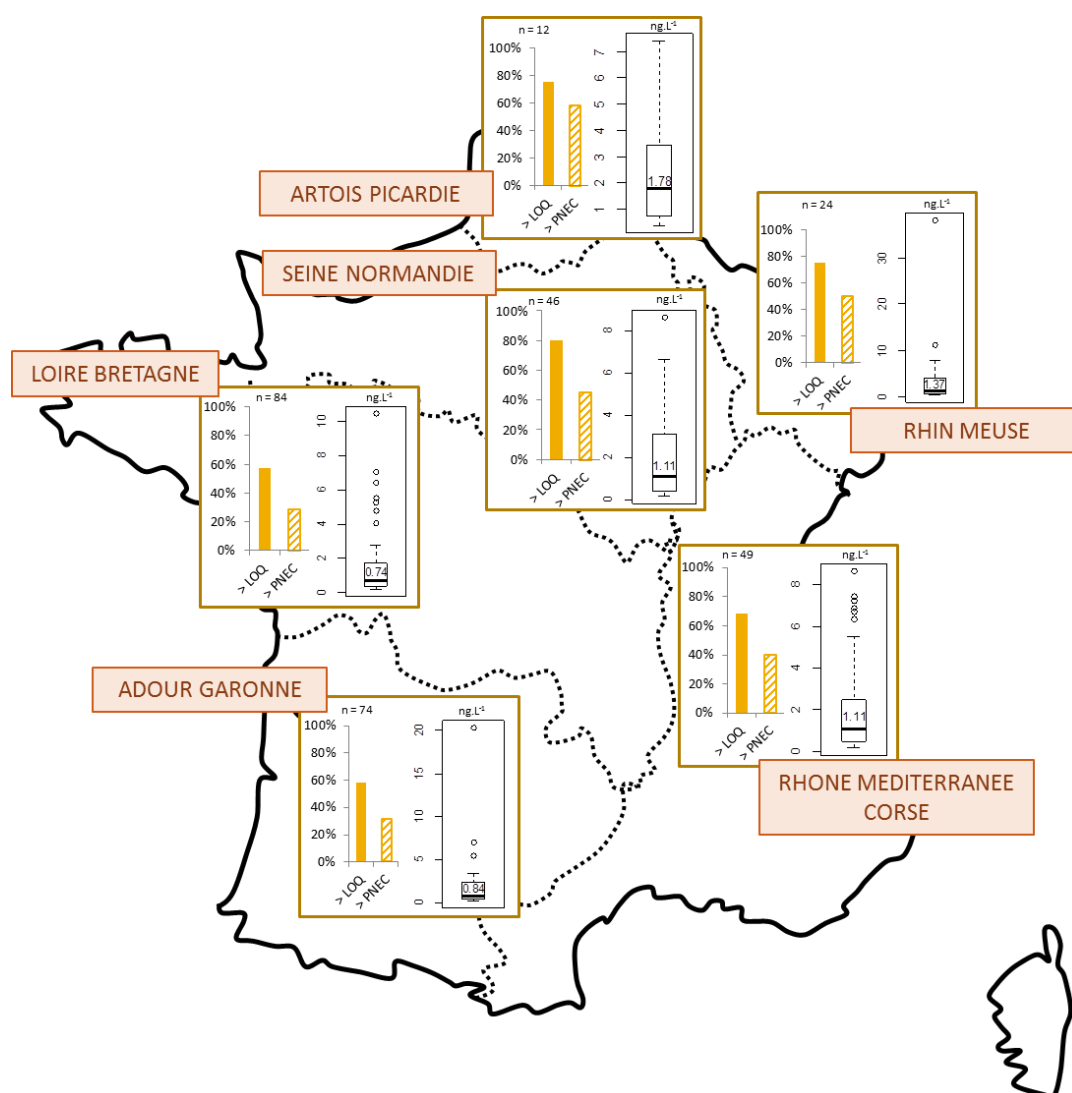 n = 12
ng.L-1
100%
80%
60%
40%
20%
0%
> LOQ
> PNEC
7
6
5
4
3
2
1
1.78
ARTOIS PICARDIE
n = 24
ng.L-1
100%
80%
60%
40%
20%
0%
> LOQ
> PNEC
30
20
10
0
1.37
RHIN MEUSE
SEINE NORMANDIE
n = 46
ng.L-1
100%
80%
60%
40%
20%
0%
> LOQ
> PNEC
8
6
4
2
0
1.11
LOIRE BRETAGNE
n = 84
ng.L-1
100%
80%
60%
40%
20%
0%
> LOQ
> PNEC
10
8
6
4
2
0
0.74
n = 49
ng.L-1
100%
80%
60%
40%
20%
0%
> LOQ
> PNEC
8
6
4
2
0
1.11
RHONE MEDITERRANEE
CORSE
ADOUR GARONNE
n = 74
ng.L-1
100%
80%
60%
40%
20%
0%
> LOQ
> PNEC
20
15
10
5
0
0.84